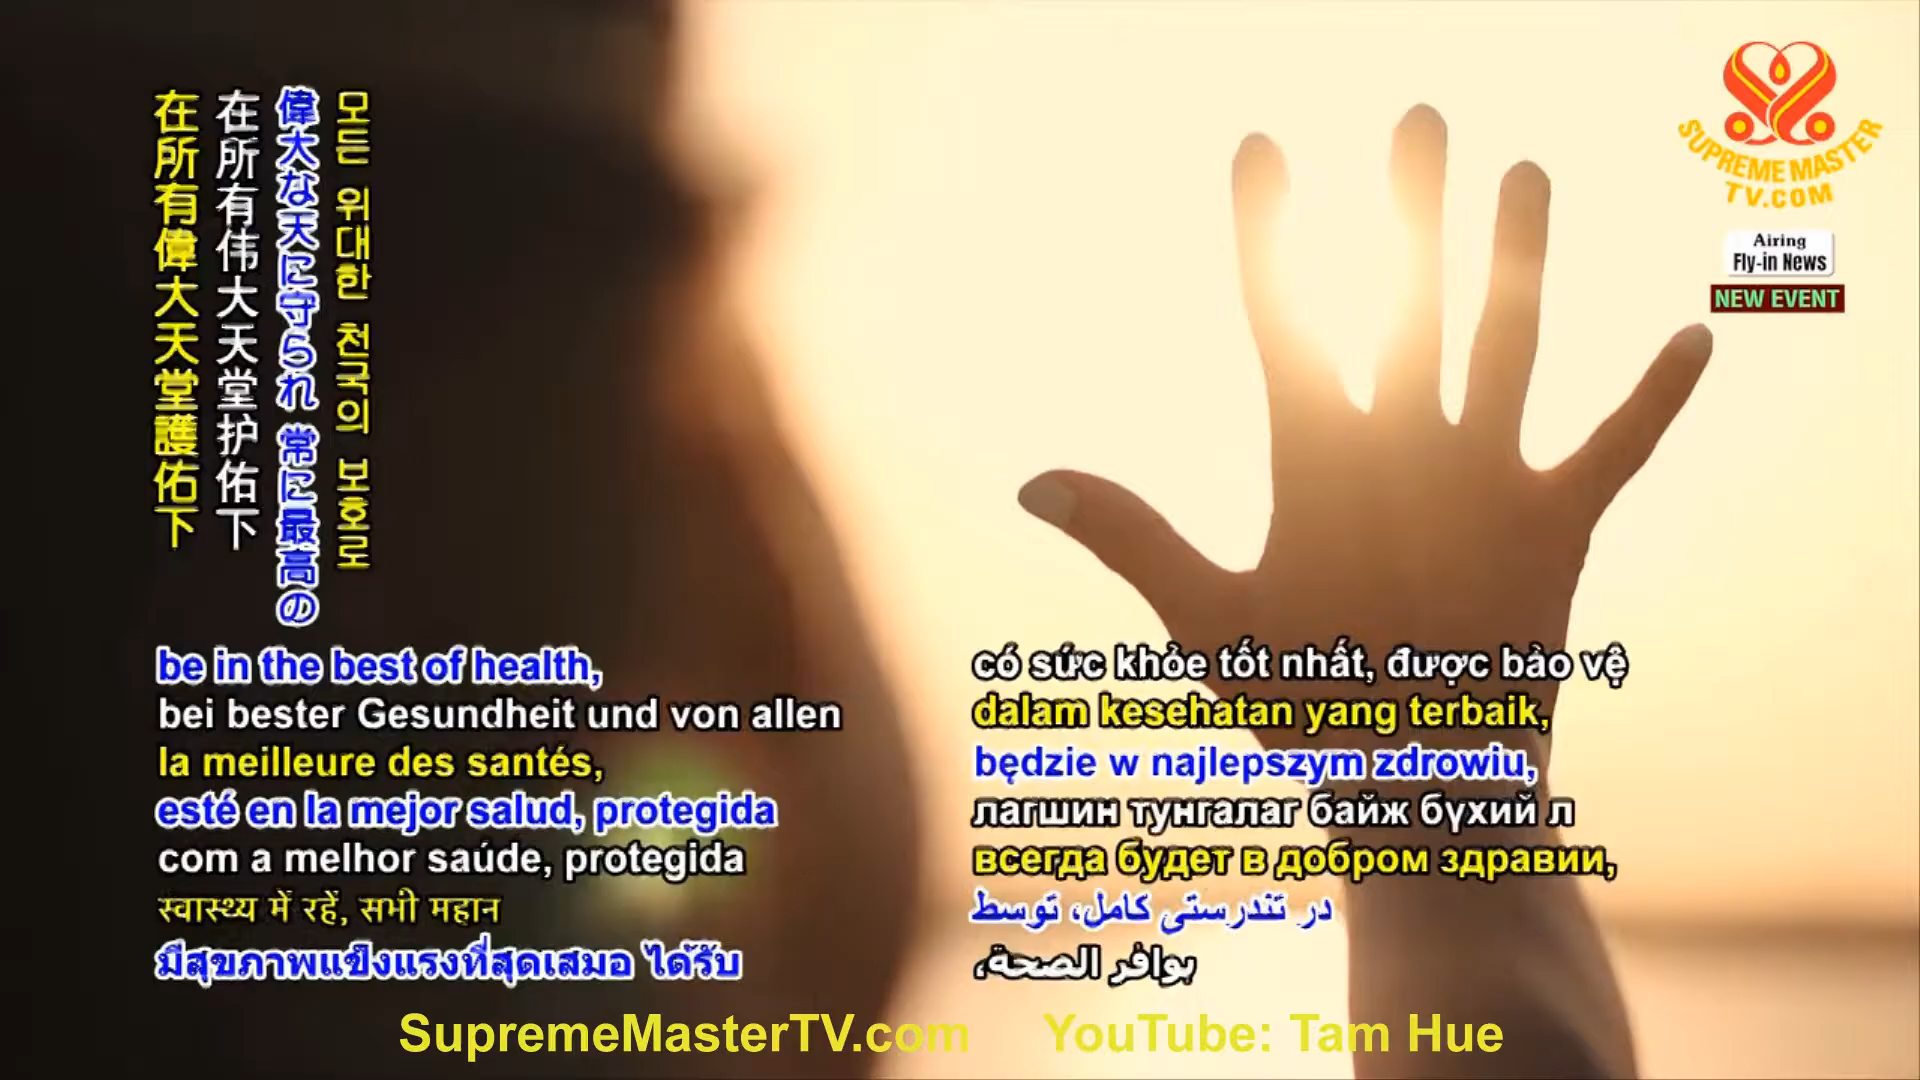 在所有偉大天堂護佑下
在所有伟大天堂护佑下
偉大な天に守られ 常に最高の
모든 위대한 천국의 보호로
SUPREME MASTER
TV.COM
Airing
Fly-in News
NEW EVENT
be in the best of health,
bei bester Gesundheit und von allen
la meilleure des santés,
esté en la mejor salud, protegida
com a melhor saúde, protegida
स्वास्थ्य में रहें, सभी महान
มีสุขภาพแข็งแรงที่สุดเสมอ ได้รับ
có sức khỏe tốt nhất, được bảo vệ
dalam kesehatan yang terbaik,
będzie w najlepszym zdrowiu,
лагшин тунгалаг байж бүхий л
всегда будет в добром здравии,
در تندرستی کامل، توسط
بوافر الصحة،
SupremeMasterTV.com YouTube: Tam Hue